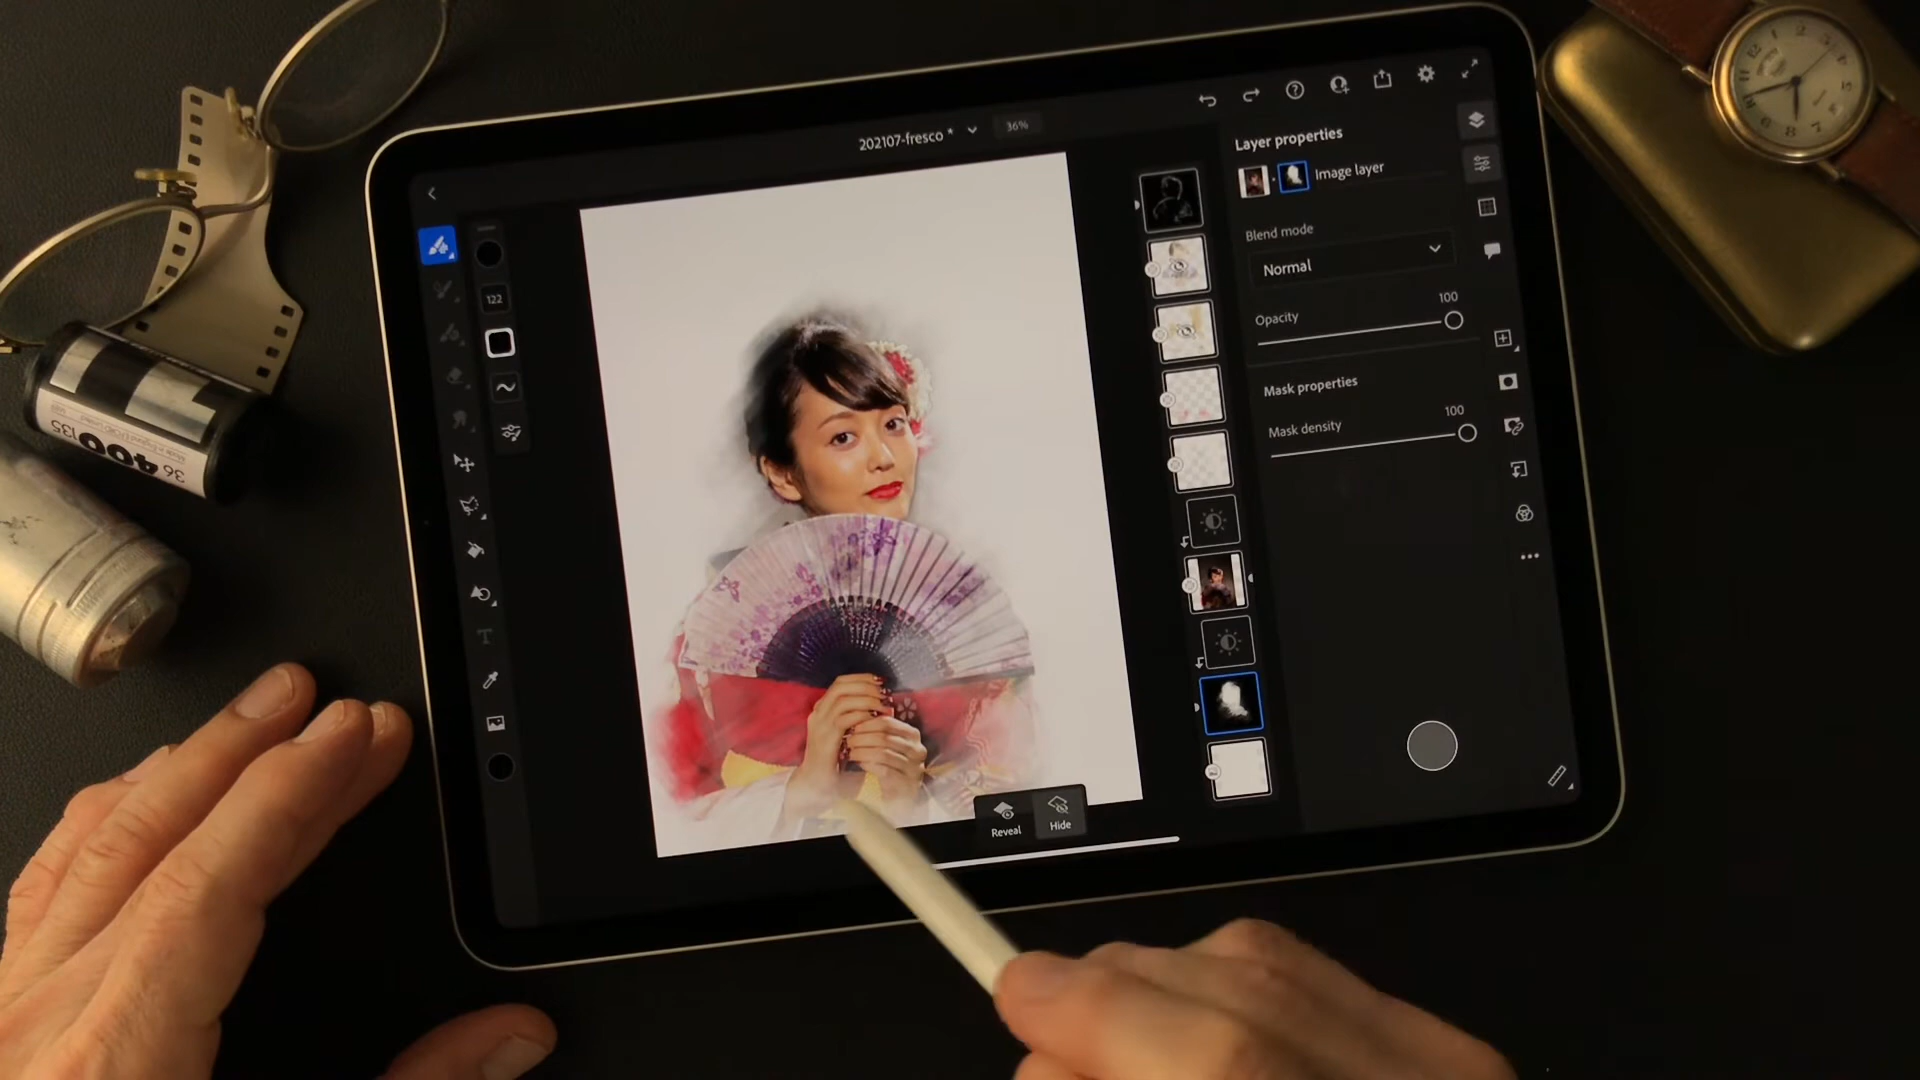 202107-fresco *
36%
Layer properties
Image layer
Blend mode
Normal
100
Opacity
Mask properties
100
Mask density
122
T
Reveal
Hide
36
400
135